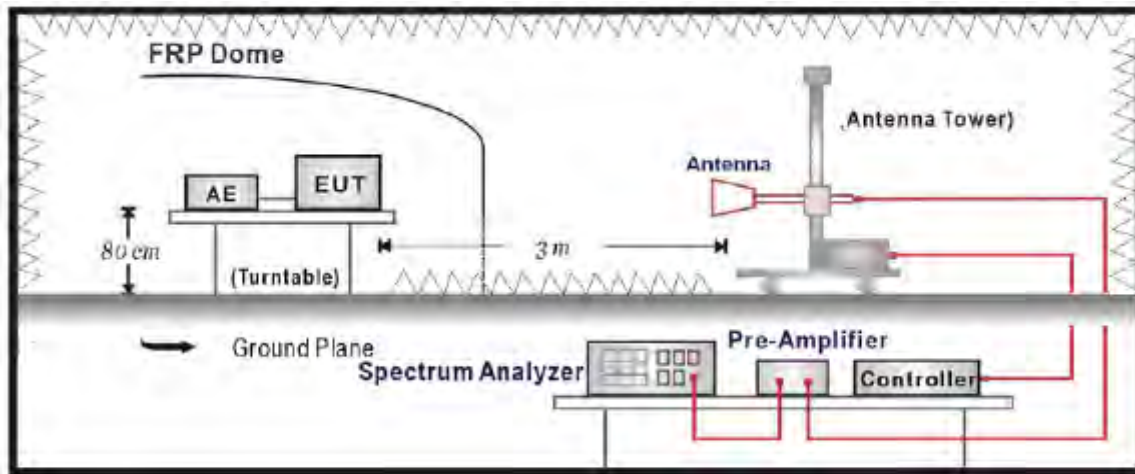 FRP Dome
,Antenna Tower)
Antenna
AE
EUT
80 cm
3 m
(Turntable)
Ground Plane
Pre-Amplifier
Spectrum Analyzer
Controller